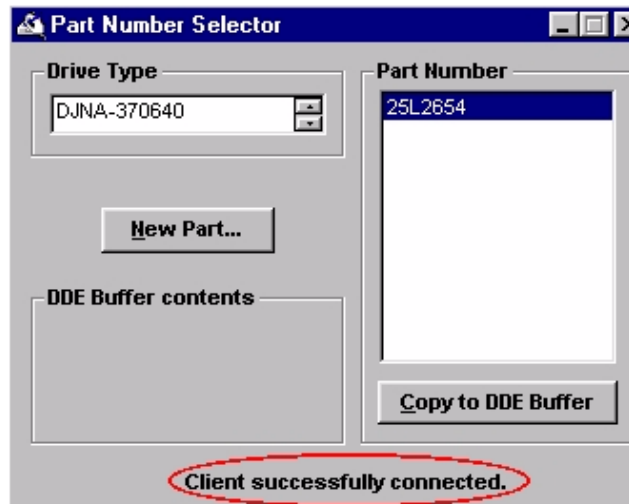 Part Number Selector
Drive Type
DJNA-370640
New Part...
DDE Buffer contents
Part Number
25L2654
Copy to DDE Buffer
Client successfully connected.